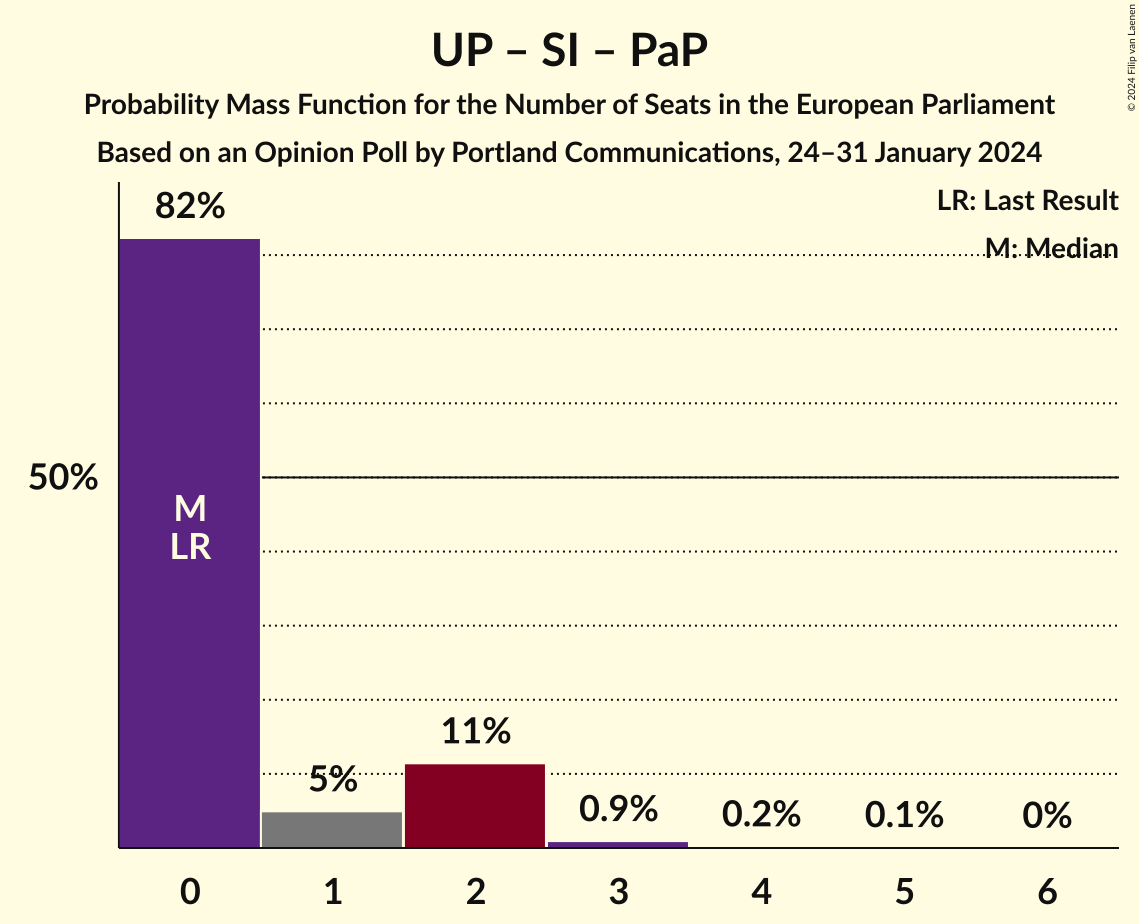 UP – SI – PaP
Probability Mass Function for the Number of Seats in the European Parliament
Based on an Opinion Poll by Portland Communications, 24–31 January 2024
© 2024 Filip van Laenen
LR: Last Result
M: Median
82%
50%
M
LR
5%
11%
0.9%
0.2%
0.1%
0%
0
1
2
3
4
5
6